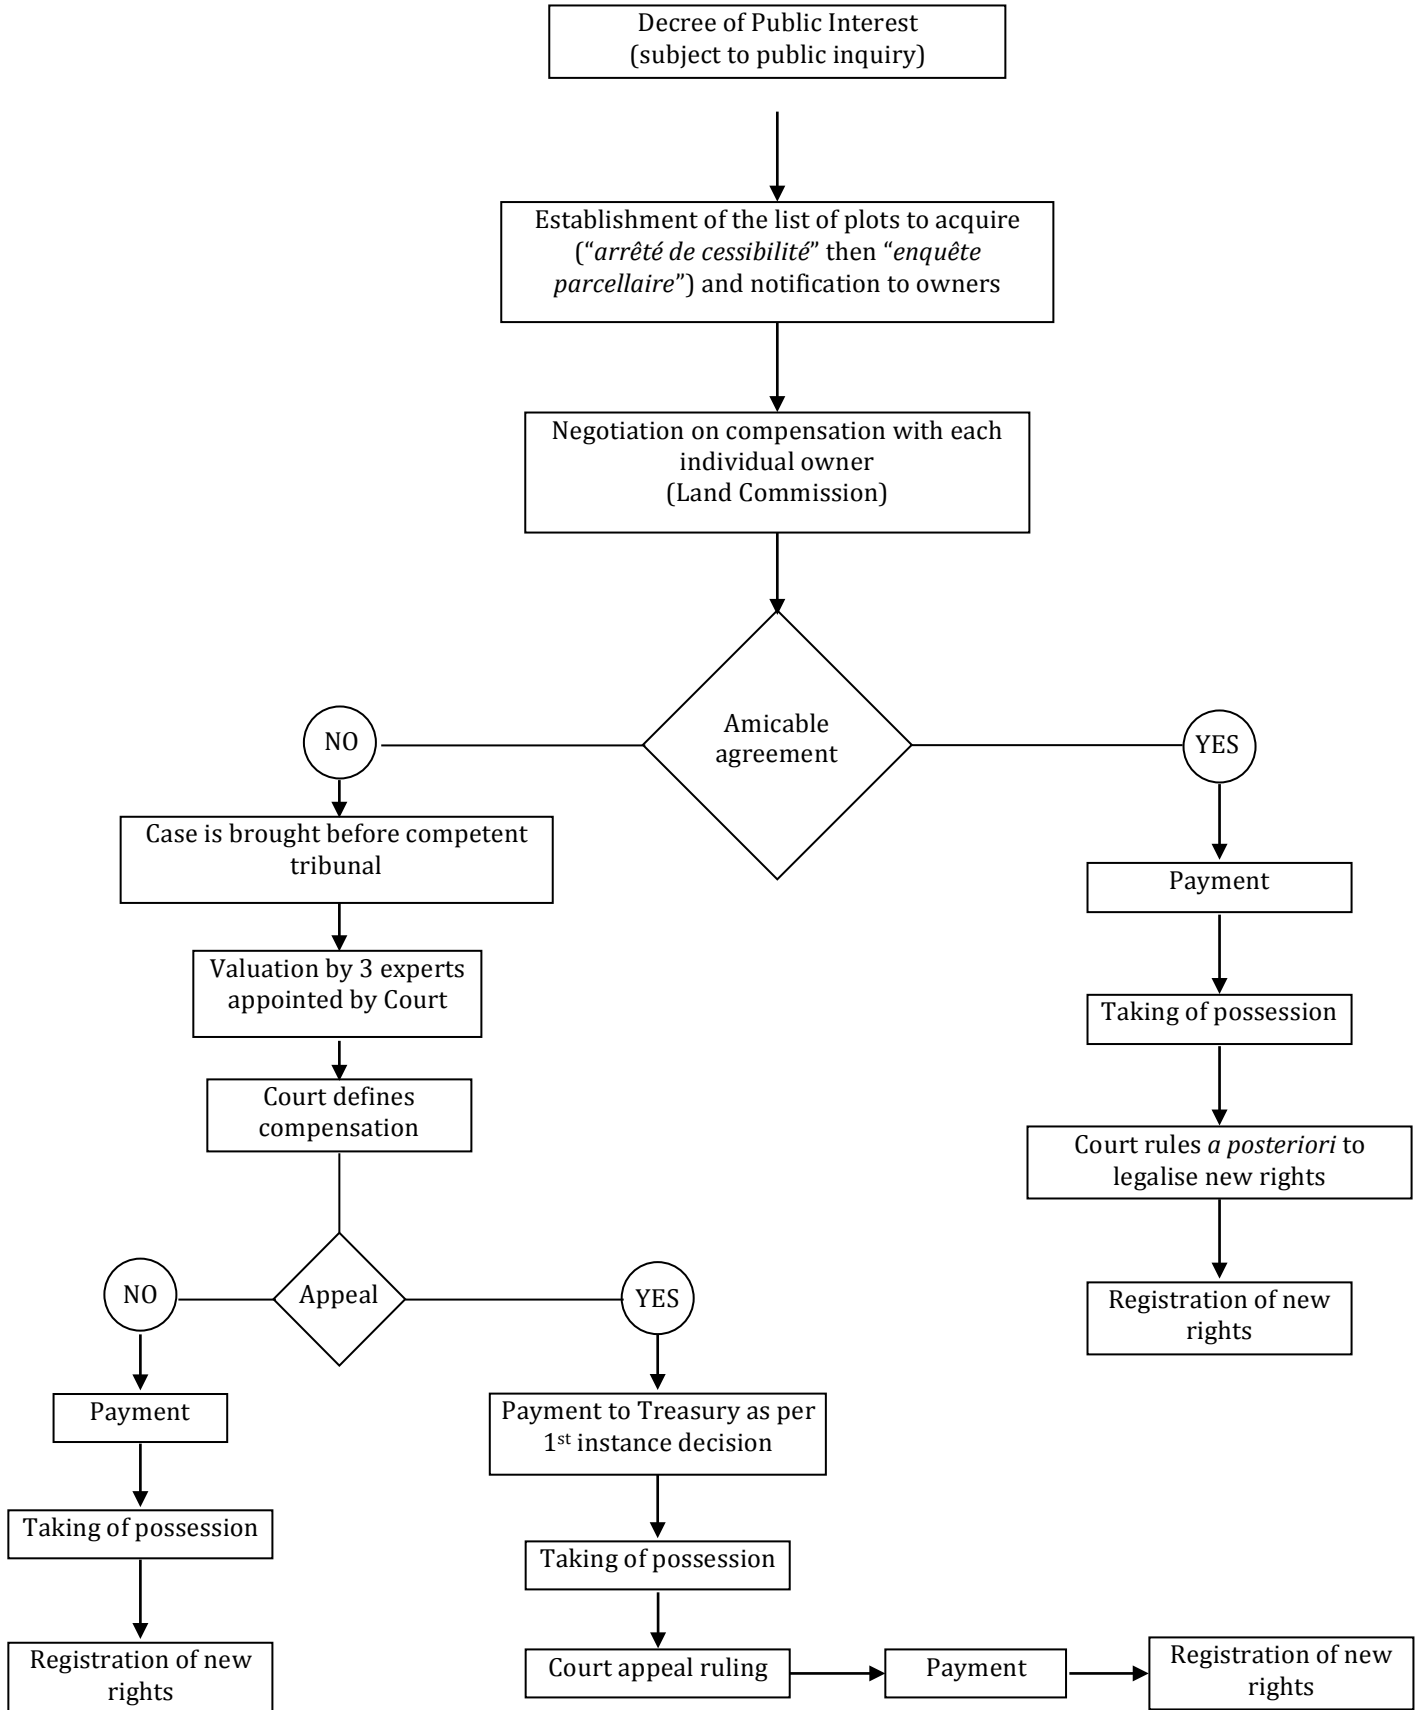 Decree of Public Interest
(subject to public inquiry)
Establishment of the list of plots to acquire
(“arrêté de cessibilité” then “enquête
parcellaire”) and notification to owners
Negotiation on compensation with each
individual owner
(Land Commission)
Amicable
agreement
NO
YES
Case is brought before competent
tribunal
Valuation by 3 experts
appointed by Court
Court defines
compensation
Appeal
NO
YES
Payment
Taking of possession
Registration of new
rights
Payment to Treasury as per
1st instance decision
Taking of possession
Court appeal ruling
Payment
Registration of new
rights
Payment
Taking of possession
Court rules a posteriori to
legalise new rights
Registration of new
rights